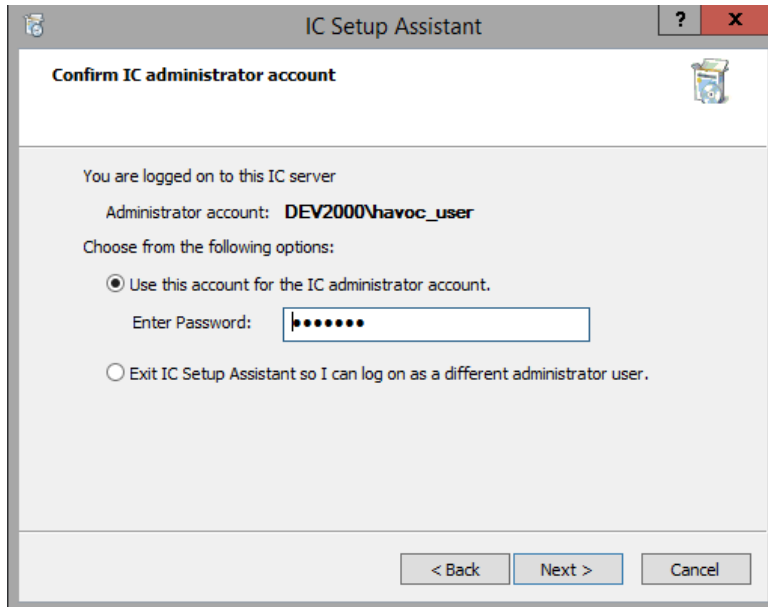 IC Setup Assistant
? x
Confirm IC administrator account
You are logged on to this IC server
Administrator account: DEV2000\havoc_user
Choose from the following options:
Use this account for the IC administrator account.
Enter Password: •••••••
Exit IC Setup Assistant so I can log on as a different administrator user.
< Back Next > Cancel